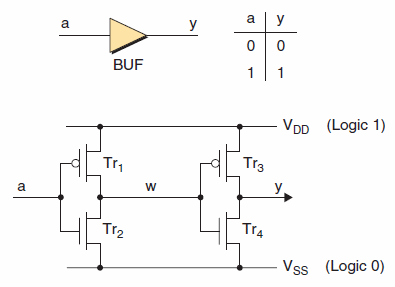 a y
BUF
a y
0 0
1 1
VDD (Logic 1)
Tr1 Tr3
a w y
Tr2 Tr4
VSS (Logic 0)